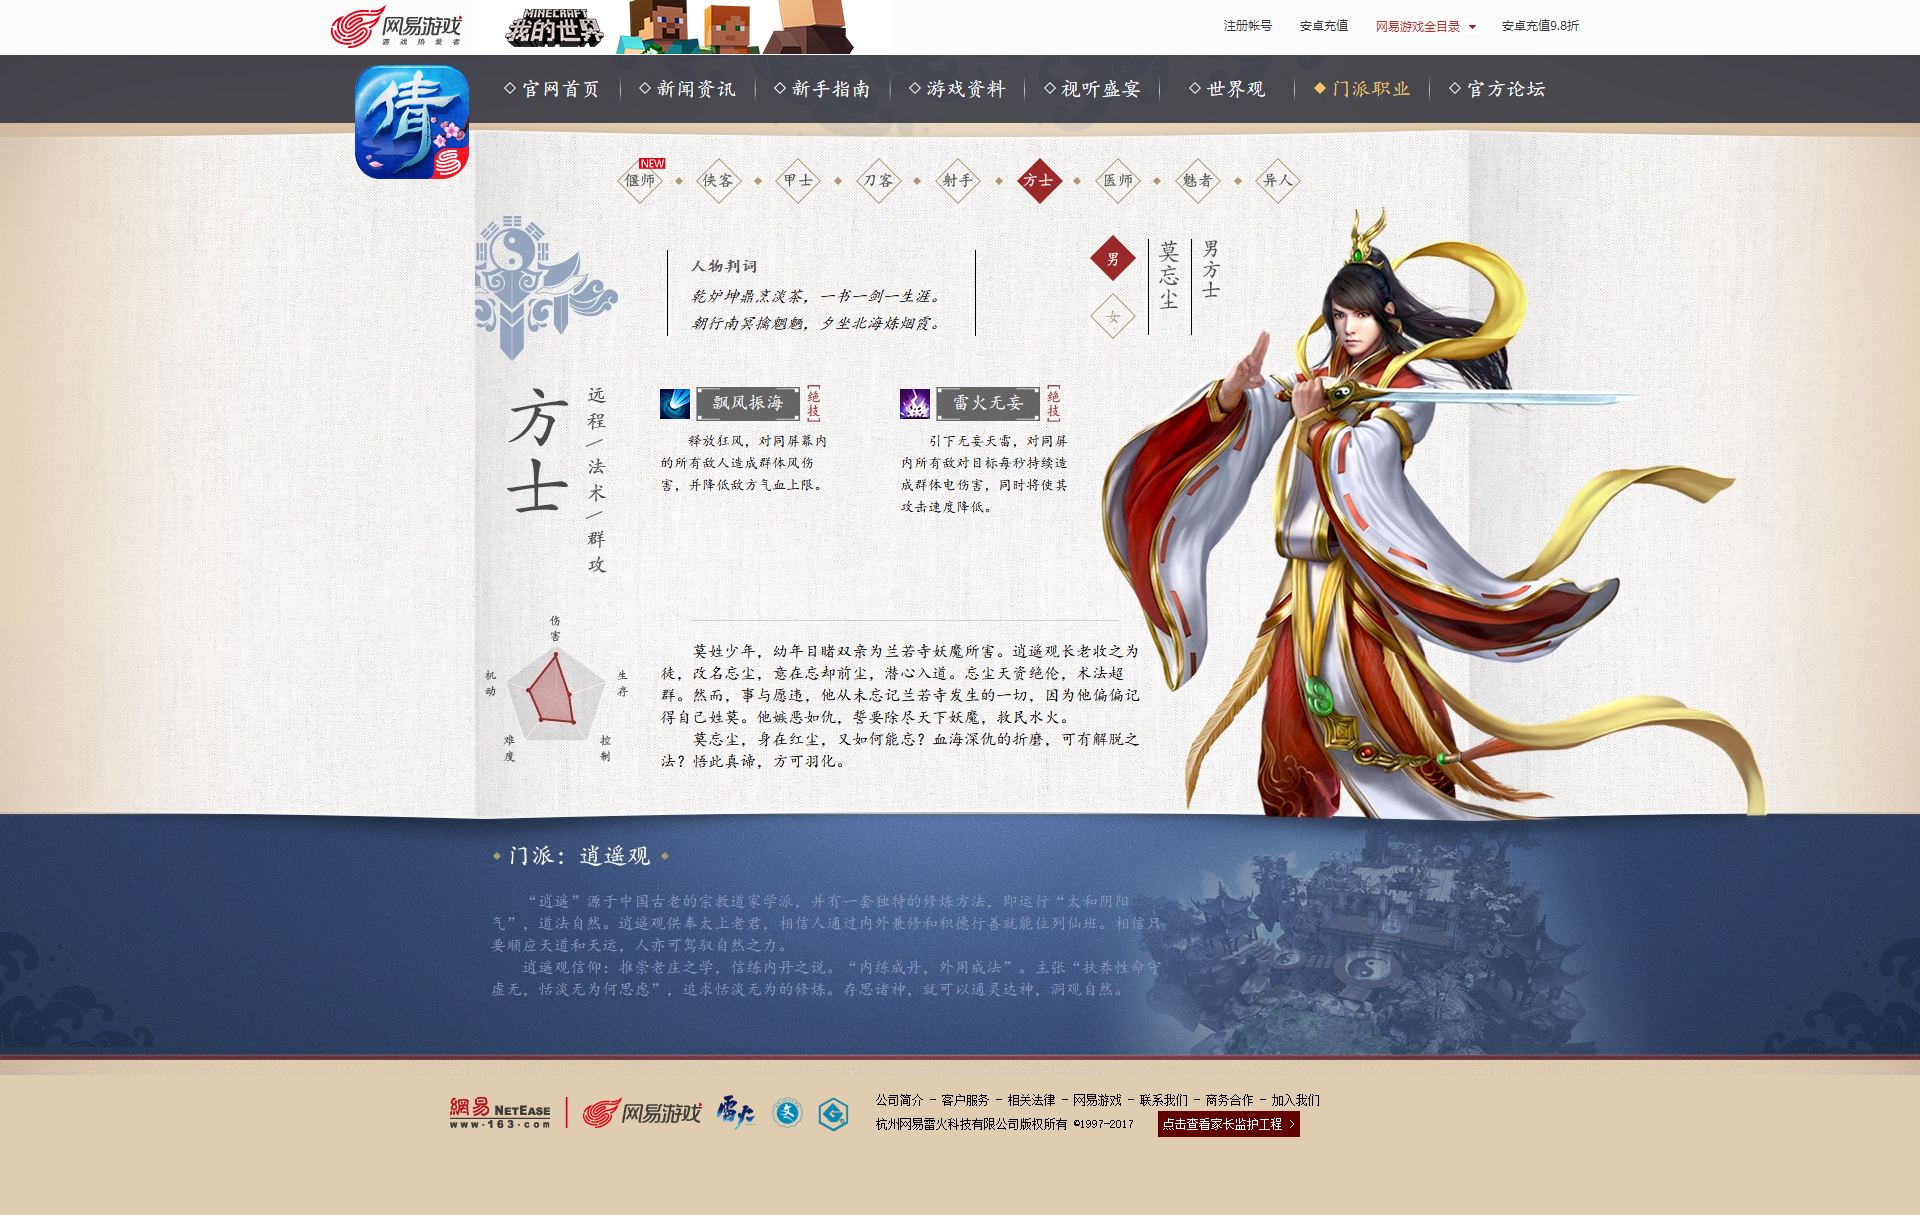 网易游戏
游戏热爱者
MINECRAFT
我的世界
注册帐号
安卓充值
网易游戏全目录
安卓充值9.8折
倩
官网首页
新闻资讯
新手指南
游戏资料
视听盛宴
世界观
门派职业
官方论坛
NEW
偃师
侠客
甲士
刀客
射手
方士
医师
魅者
异人
人物判词
乾炉坤鼎烹淡茶，一书一剑一生涯。
朝行南冥擒魍魉，夕坐北海炼烟霞。
男
女
莫忘尘
男方士
方士
远程/法术/群攻
飘风振海
[绝技]
释放狂风，对同屏幕内
的所有敌人造成群体风伤
害，并降低敌方气血上限。
雷火无妄
[绝技]
引下无妄天雷，对同屏
内所有敌对目标每秒持续造
成群体电伤害，同时将使其
攻击速度降低。
伤害
机动
生存
难度
控制
莫姓少年，幼年目睹双亲为兰若寺妖魔所害。逍遥观长老收之为
徒，改名忘尘，意在忘却前尘，潜心入道。忘尘天资绝伦，术法超
群。然而，事与愿违，他从未忘记兰若寺发生的一切，因为他偏偏记
得自己姓莫。他嫉恶如仇，誓要除尽天下妖魔，救民水火。
莫忘尘，身在红尘，又如何能忘？血海深仇的折磨，可有解脱之
法？悟此真谛，方可羽化。
门派：逍遥观
“逍遥”源于中国古老的宗教道家学派，并有一套独特的修炼方法，即运行“太和阴阳
气”，道法自然。逍遥观供奉太上老君，相信人通过内外兼修和积德行善就能位列仙班。相信只
要顺应天道和天运，人亦可驾驭自然之力。
逍遥观信仰：推崇老庄之学，信练内丹之说。“内练成丹，外用成法”。主张“扶养性命守
虚无，恬淡无为何思虑”，追求恬淡无为的修炼。存思诸神，就可以通灵达神，洞观自然。
網易 NETEASE
www.163.com
网易游戏
雷火
文
公司简介 - 客户服务 - 相关法律 - 网易游戏 - 联系我们 - 商务合作 - 加入我们
杭州网易雷火科技有限公司版权所有 ©1997-2017
点击查看家长监护工程 >